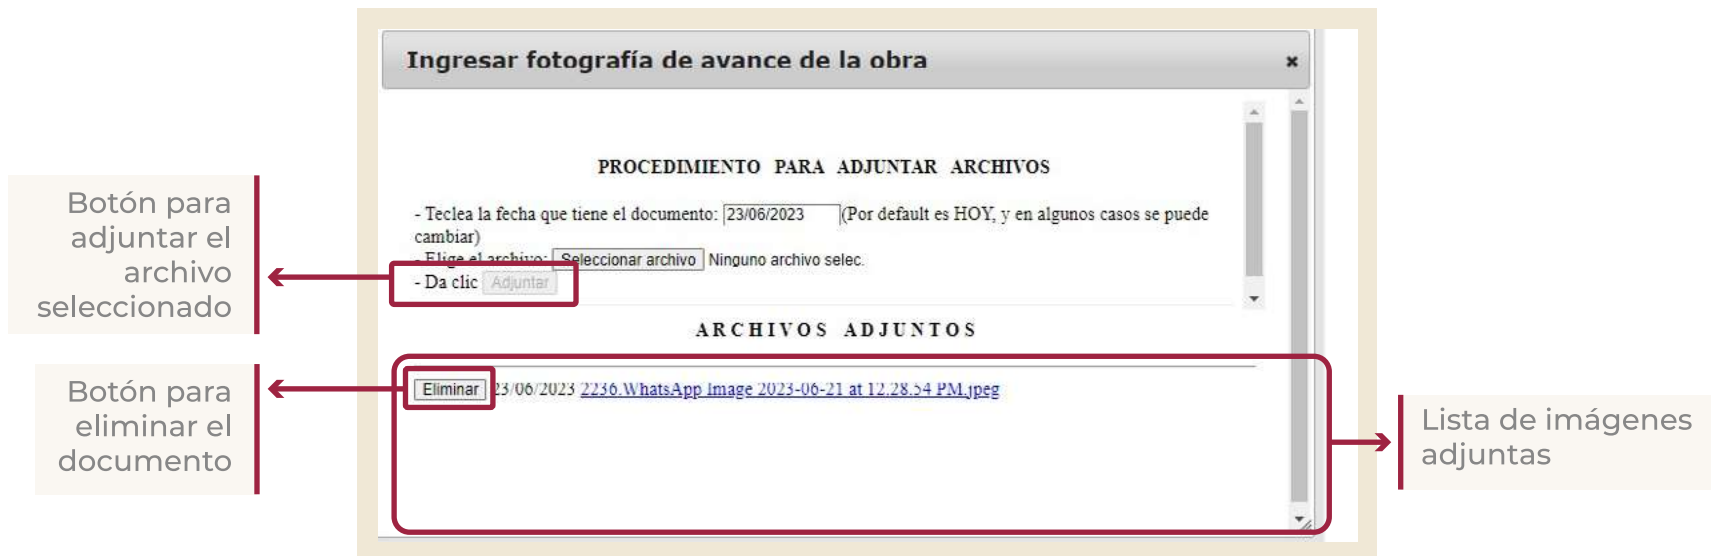 Ingresar fotografía de avance de la obra
PROCEDIMIENTO PARA ADJUNTAR ARCHIVOS
- Teclea la fecha que tiene el documento: 23/06/2023 (Por default es HOY, y en algunos casos se puede
cambiar)
- Elige el archivo: Seleccionar archivo Ninguno archivo selec.
- Da clic Adjuntar
ARCHIVOS ADJUNTOS
Eliminar 23/06/2023 2236.WhatsApp Image 2023-06-21 at 12.28.54 PM.jpeg
Botón para
adjuntar el
archivo
seleccionado
Botón para
eliminar el
documento
Lista de imágenes
adjuntas